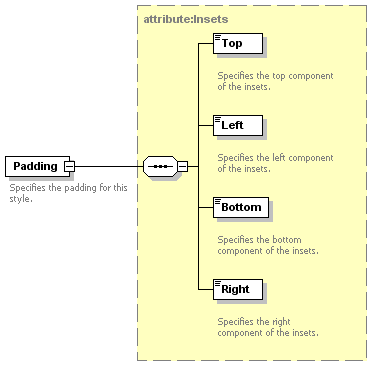 attribute:Insets
Top
Specifies the top component
of the insets.
Left
Specifies the left component
of the insets.
Padding
Specifies the padding for this
style.
Bottom
Specifies the bottom
component of the insets.
Right
Specifies the right
component of the insets.